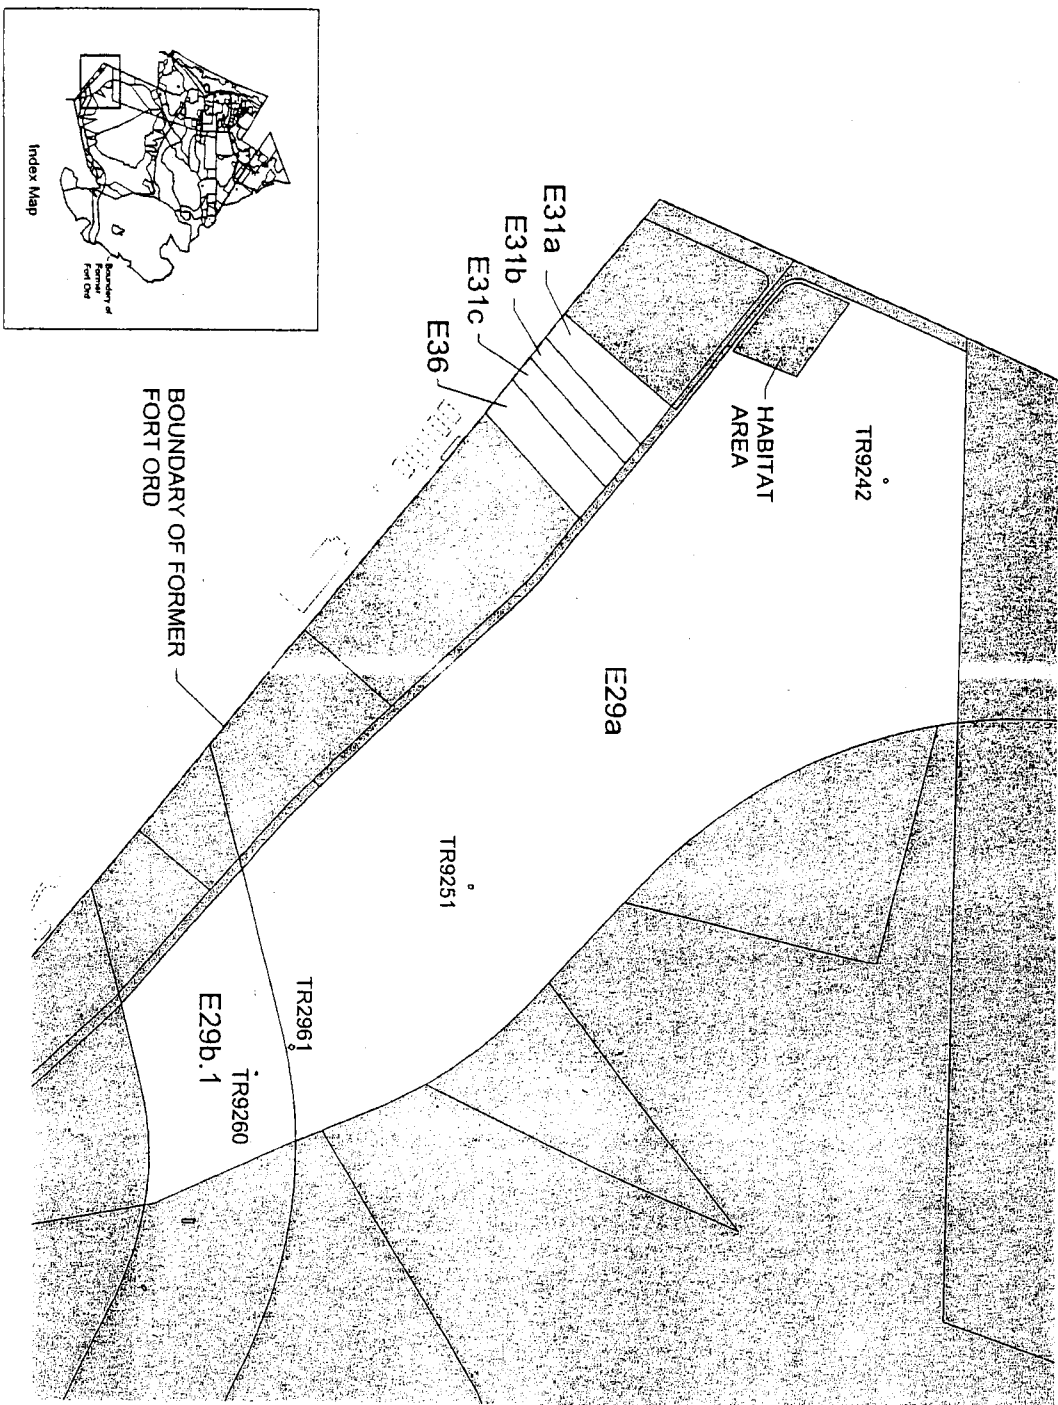 Index Map
Boundary of
Former
Fort Ord
E31a
E31b
E31c
E36
HABITAT
AREA
TR9242
BOUNDARY OF FORMER
FORT ORD
E29a
TR9251
TR2961
E29b.1
TR9260